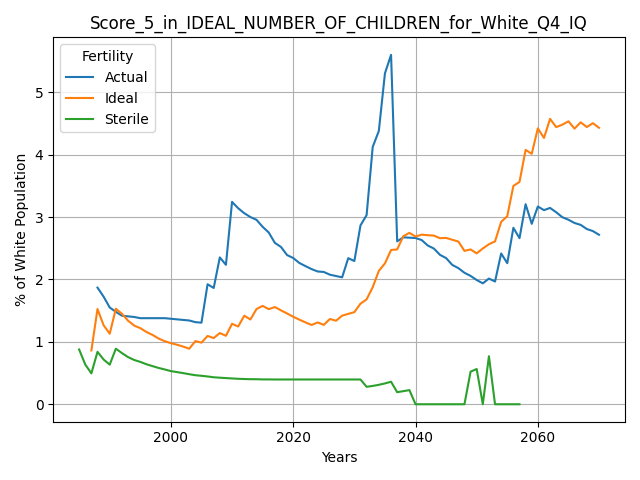 Score_5_in_IDEAL_NUMBER_OF_CHILDREN_for_White_Q4_IQ
Fertility
Actual
Ideal
Sterile
% of White Population
5
4
3
2
1
0
2000 2020 2040 2060
Years